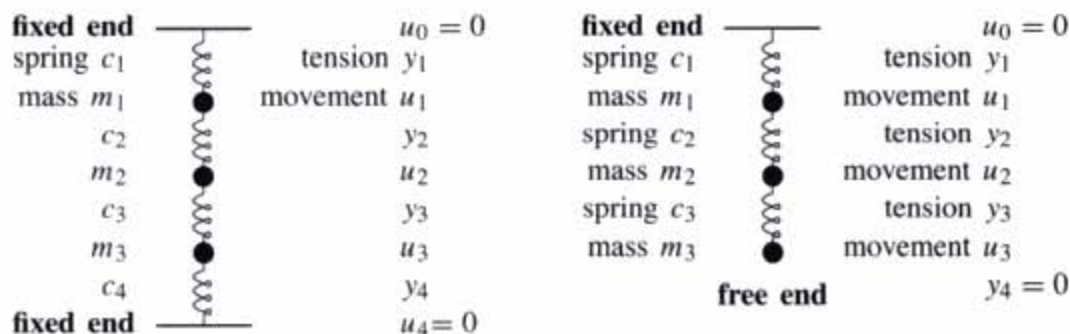 fixed end u₀ = 0
spring c₁ tension y₁
mass m₁ movement u₁
c₂ y₂
m₂ u₂
c₃ y₃
m₃ u₃
c₄ y₄
fixed end u₄ = 0
fixed end u₀ = 0
spring c₁ tension y₁
mass m₁ movement u₁
spring c₂ tension y₂
mass m₂ movement u₂
spring c₃ tension y₃
mass m₃ movement u₃
free end y₄ = 0